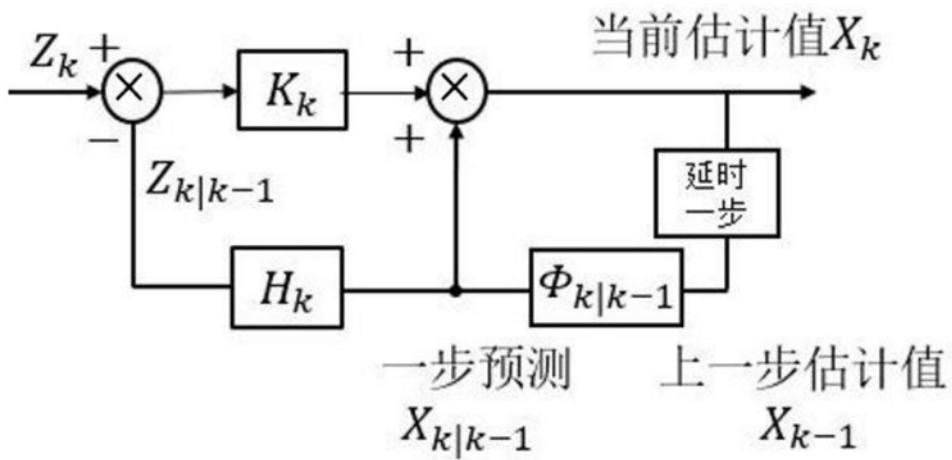 当前估计值X_k
Z_k + + −
K_k
+
Z_{k|k−1}
延时
一步
H_k
Φ_{k|k−1}
一步预测
X_{k|k−1}
上一步估计值
X_{k−1}